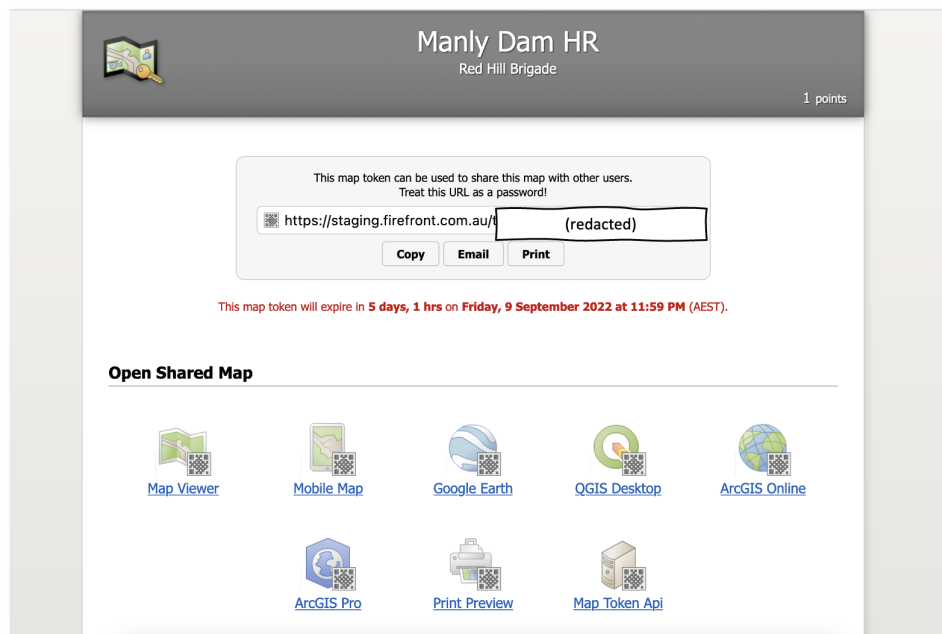 Manly Dam HR
Red Hill Brigade
1 points
This map token can be used to share this map with other users.
Treat this URL as a password!
https://staging.firefront.com.au/t
(redacted)
Copy Email Print
This map token will expire in 5 days, 1 hrs on Friday, 9 September 2022 at 11:59 PM (AEST).
Open Shared Map
Map Viewer Mobile Map Google Earth QGIS Desktop ArcGIS Online
ArcGIS Pro Print Preview Map Token Api